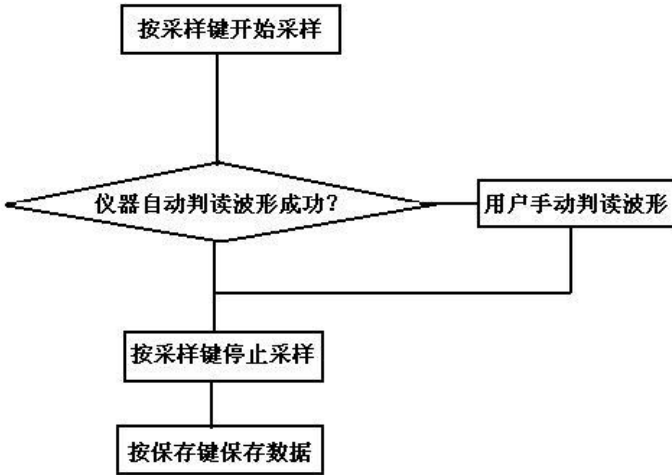 按采样键开始采样
仪器自动判读波形成功?
用户手动判读波形
按采样键停止采样
按保存键保存数据